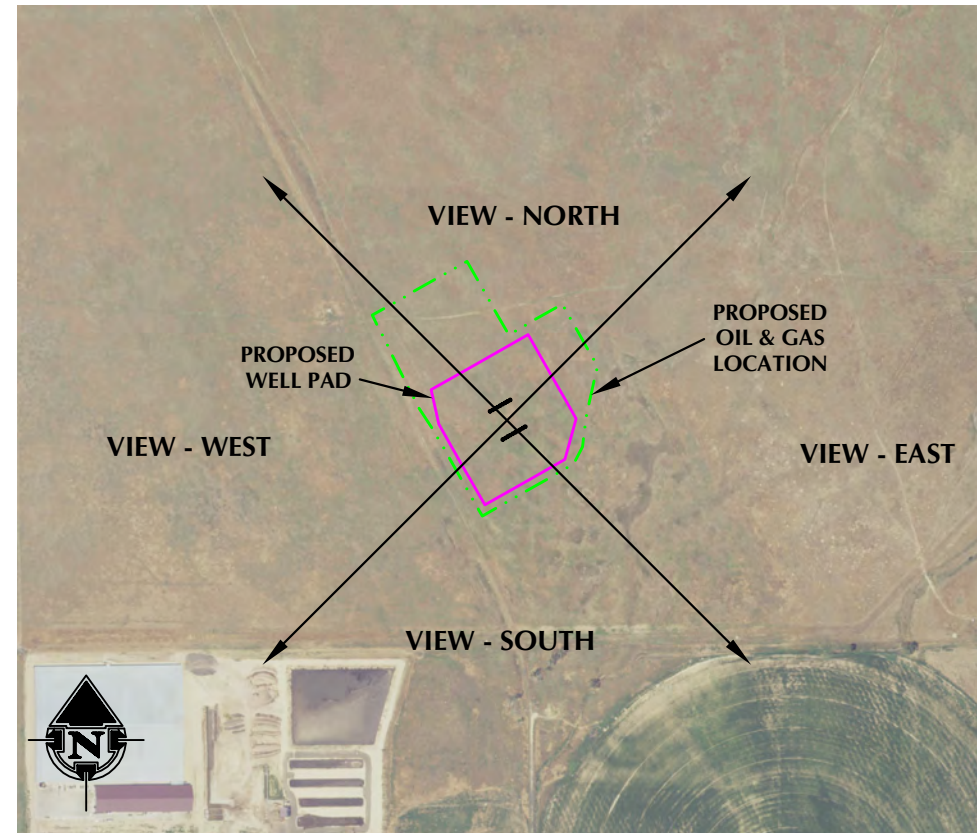 VIEW - NORTH
PROPOSED
OIL & GAS
LOCATION
PROPOSED
WELL PAD
VIEW - WEST
VIEW - EAST
VIEW - SOUTH
N